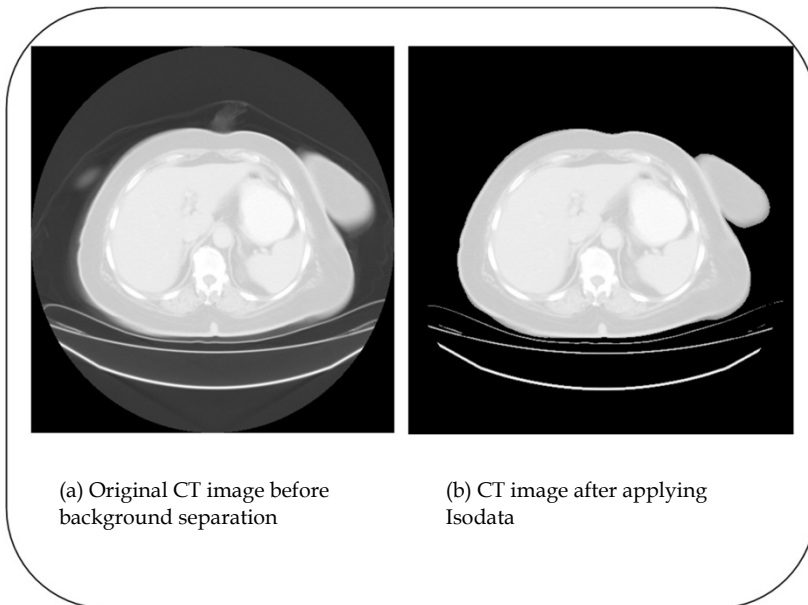 (a) Original CT image before
background separation
(b) CT image after applying
Isodata